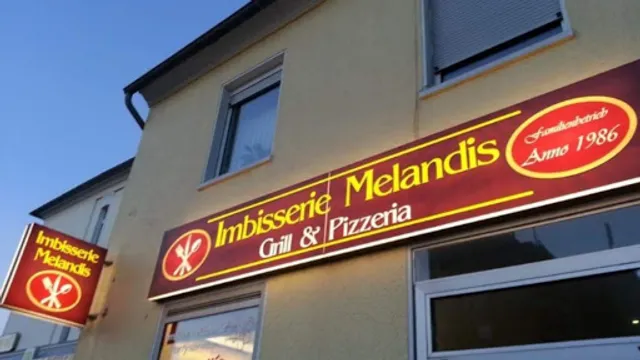 Imbisserie
Melandis
Imbisserie Melandis
Grill & Pizzeria
Familienbetrieb
Anno 1986